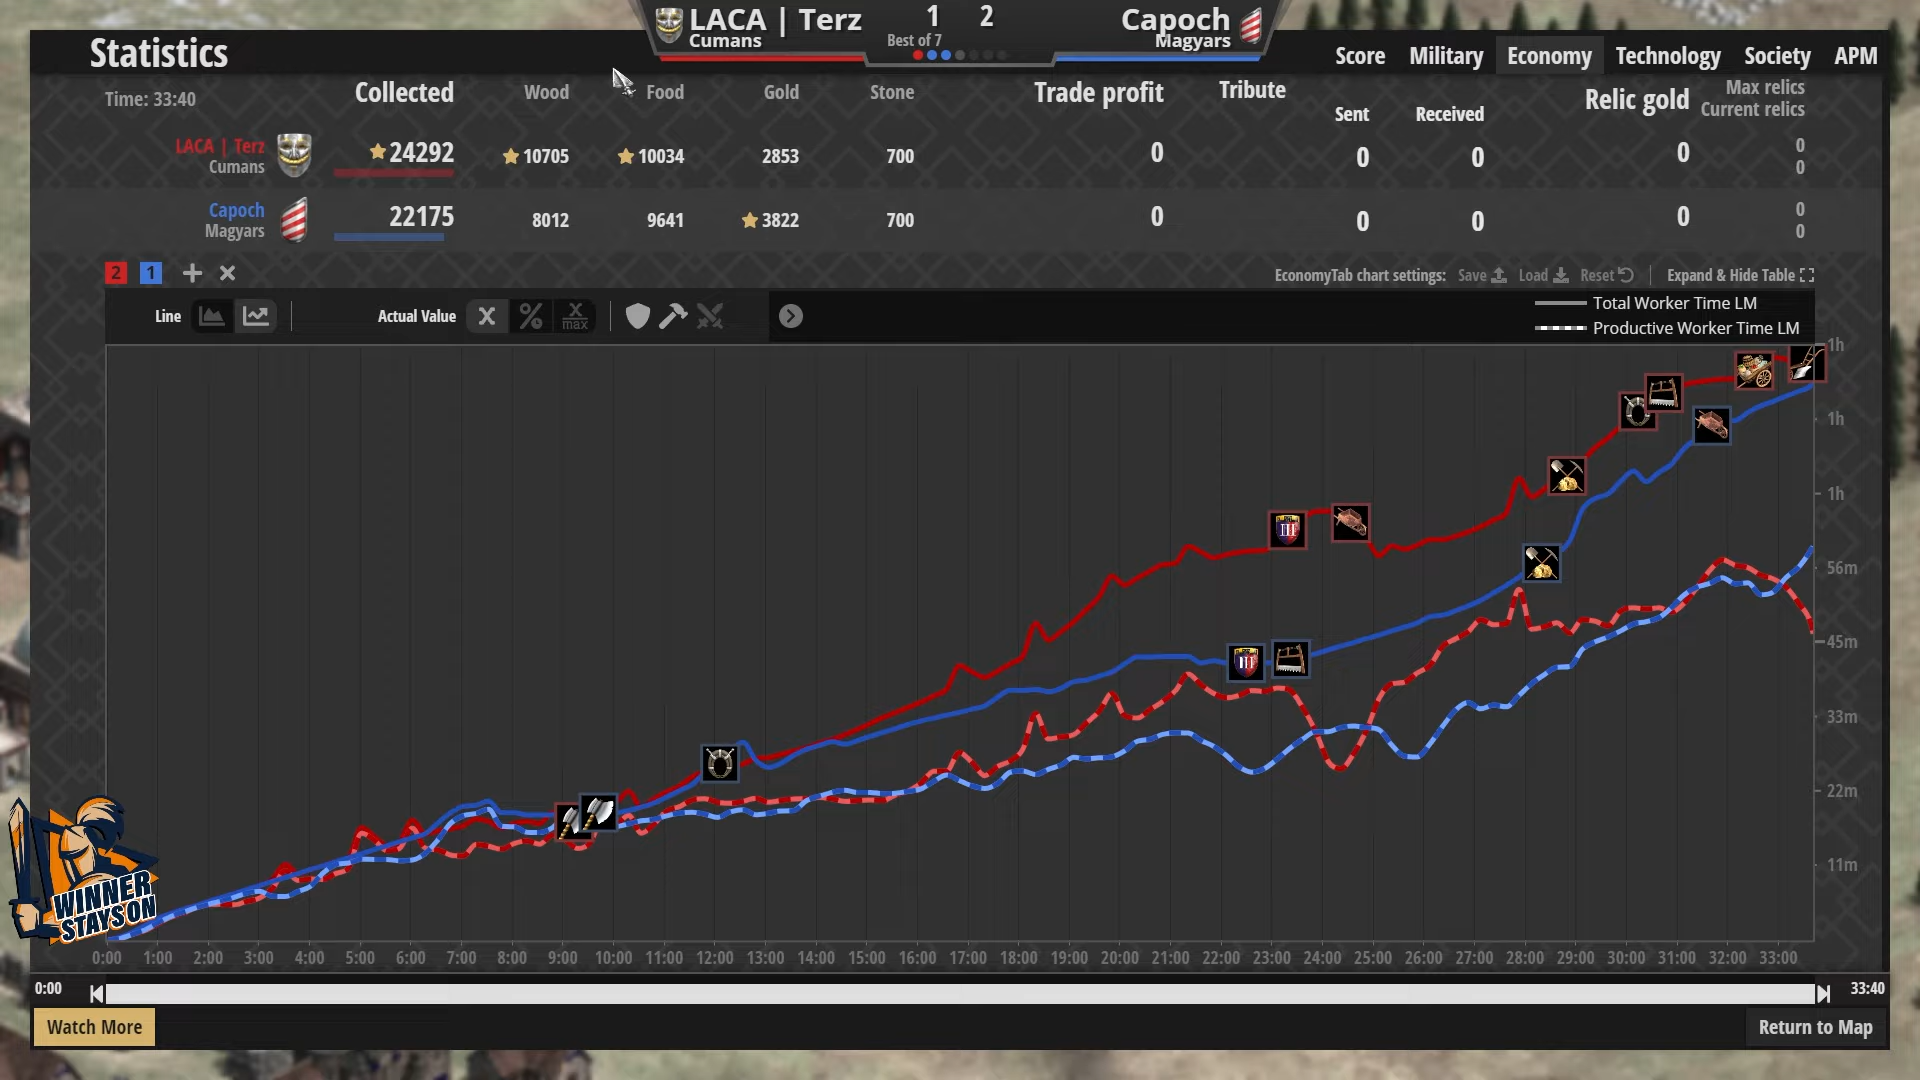 LACA | Terz
Cumans
1 2
Best of 7
Capoch
Magyars
Statistics
Score Military Economy Technology Society APM
Time: 33:40
Collected Wood Food Gold Stone Trade profit Tribute Sent Received Relic gold Max relics
Current relics
LACA | Terz
Cumans
24292 10705 10034 2853 700 0 0 0 0 0
0
Capoch
Magyars
22175 8012 9641 3822 700 0 0 0 0 0
0
2 1
EconomyTab chart settings: Save Load Reset Expand & Hide Table
Line Actual Value X % X
max
Total Worker Time LM
Productive Worker Time LM
1h
1h
1h
56m
45m
33m
22m
11m
WINNER
STAYS ON
0:00 1:00 2:00 3:00 4:00 5:00 6:00 7:00 8:00 9:00 10:00 11:00 12:00 13:00 14:00 15:00 16:00 17:00 18:00 19:00 20:00 21:00 22:00 23:00 24:00 25:00 26:00 27:00 28:00 29:00 30:00 31:00 32:00 33:00
0:00 33:40
Watch More
Return to Map